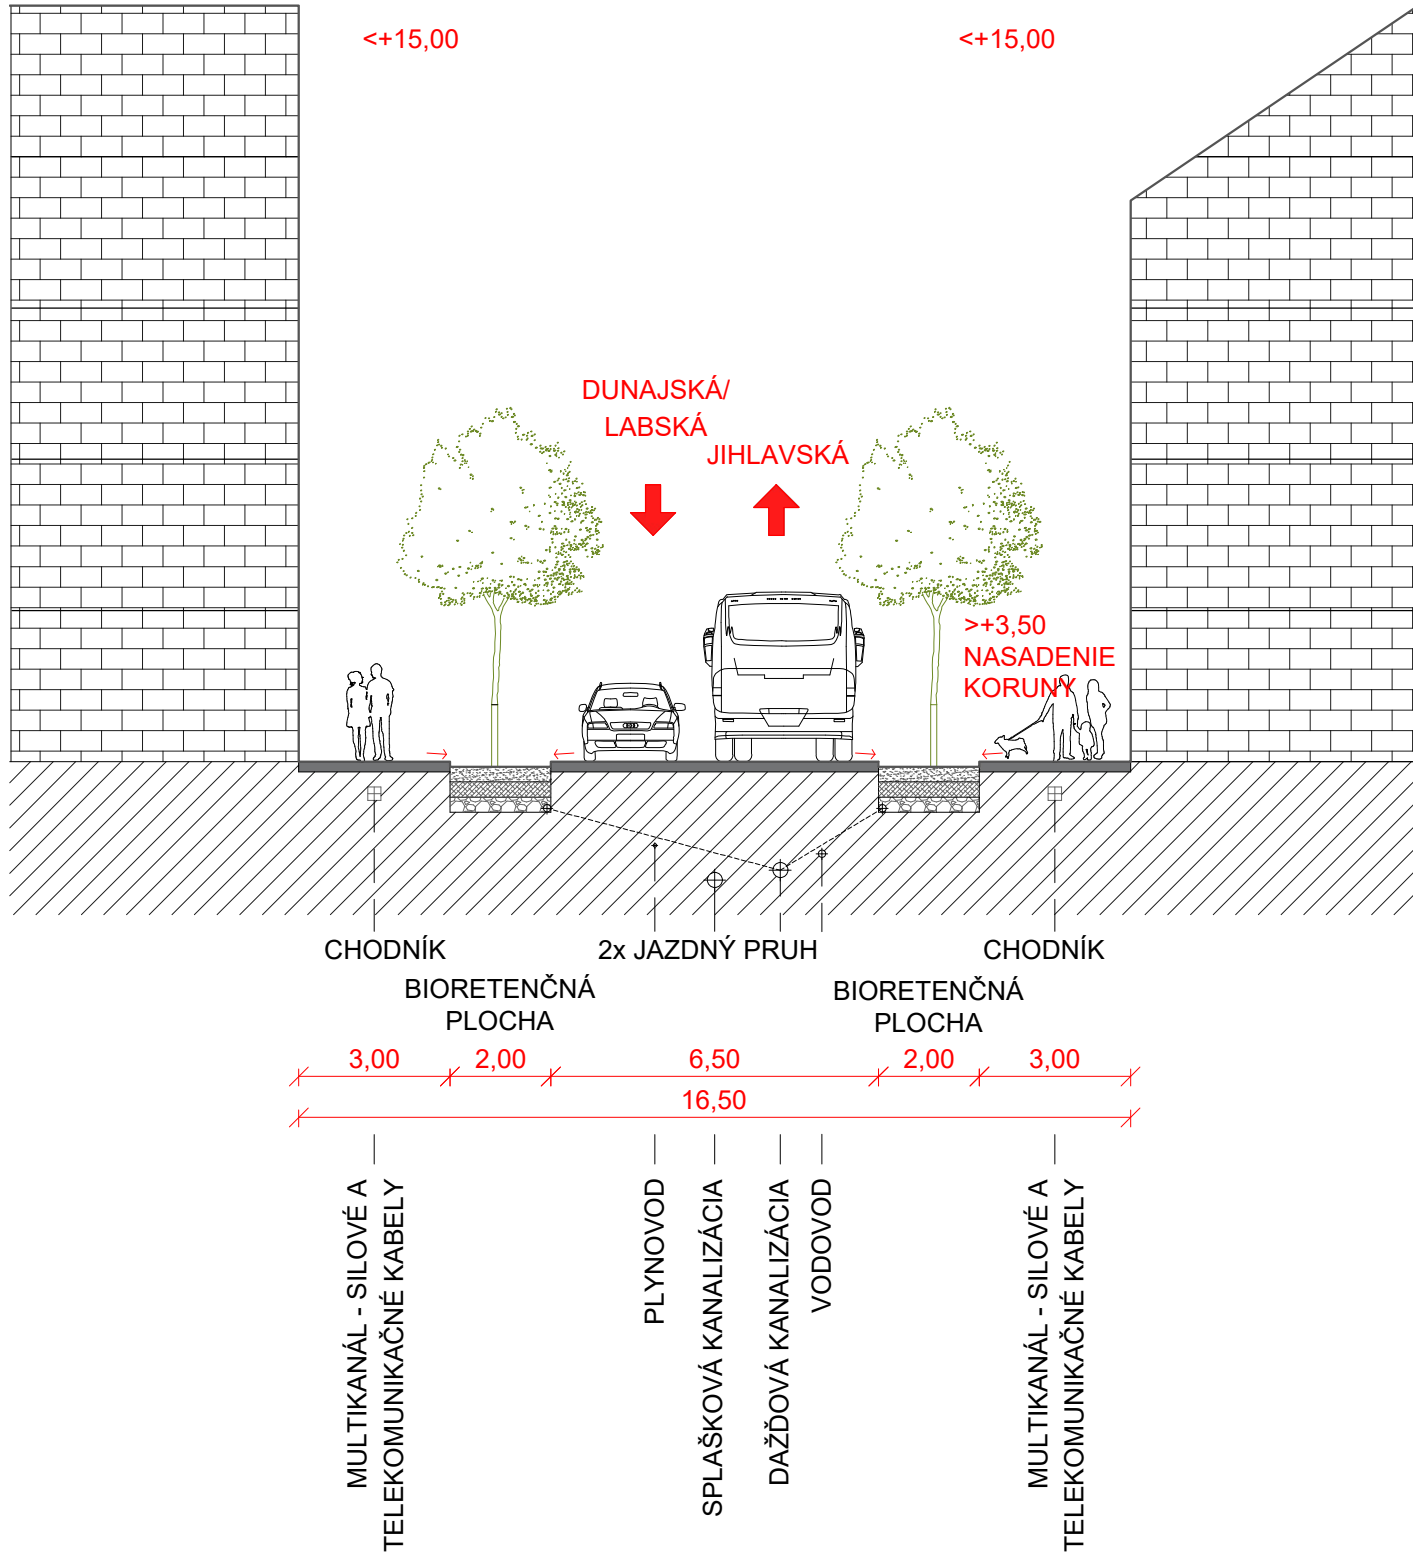 <+15,00
<+15,00
DUNAJSKÁ/
LABSKÁ
JIHLAVSKÁ
>+3,50
NASADENIE
KORUNY
CHODNÍK
2x JAZDNÝ PRUH
CHODNÍK
BIORETENČNÁ
PLOCHA
BIORETENČNÁ
PLOCHA
3,00
2,00
6,50
2,00
3,00
16,50
MULTIKANÁL - SILOVÉ A
TELEKOMUNIKAČNÉ KABELY
PLYNOVOD
SPLAŠKOVÁ KANALIZÁCIA
DAŽĎOVÁ KANALIZÁCIA
VODOVOD
MULTIKANÁL - SILOVÉ A
TELEKOMUNIKAČNÉ KABELY